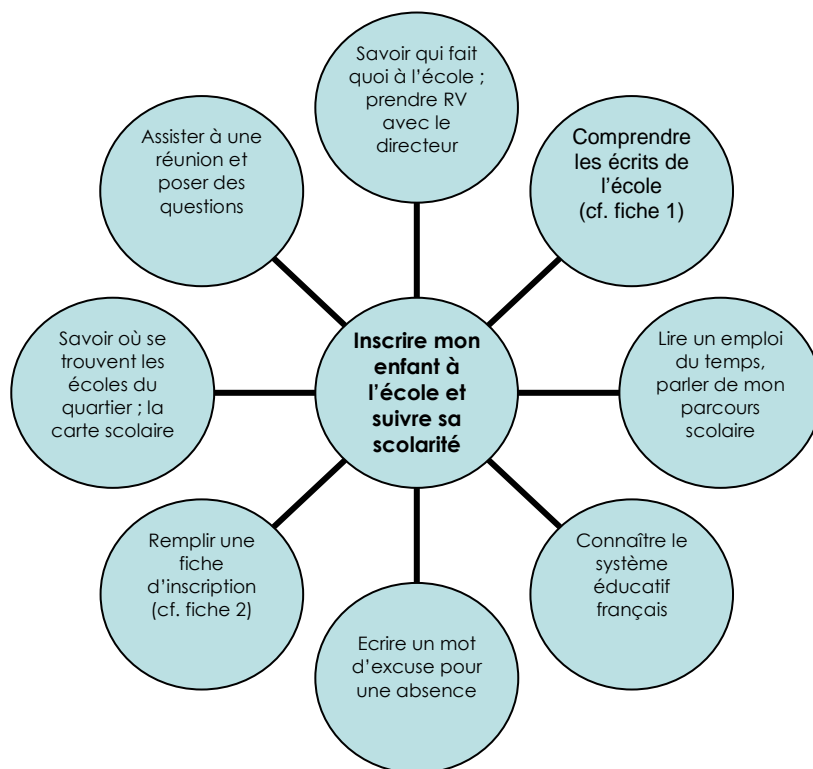 Savoir qui fait
quoi à l'école ;
prendre RV
avec le
directeur
Assister à une
réunion et
poser des
questions
Comprendre
les écrits de
l'école
(cf. fiche 1)
Savoir où se
trouvent les
écoles du
quartier ; la
carte scolaire
Inscrire mon
enfant à
l'école et
suivre sa
scolarité
Lire un emploi
du temps,
parler de mon
parcours
scolaire
Remplir une
fiche
d'inscription
(cf. fiche 2)
Connaître le
système
éducatif
français
Ecrire un mot
d'excuse pour
une absence